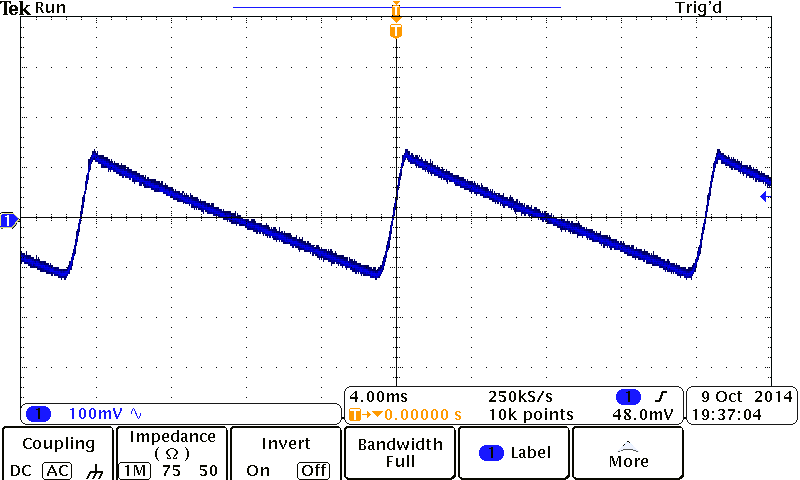 Tek Run Trig'd
T
T
1
4.00ms 250kS/s 1 9 Oct 2014
1 100mV T 0.00000 s 10k points 48.0mV 19:37:04
Coupling Impedance Invert Bandwidth 1 Label More
(Ω) Full
DC AC 1M 75 50 On Off